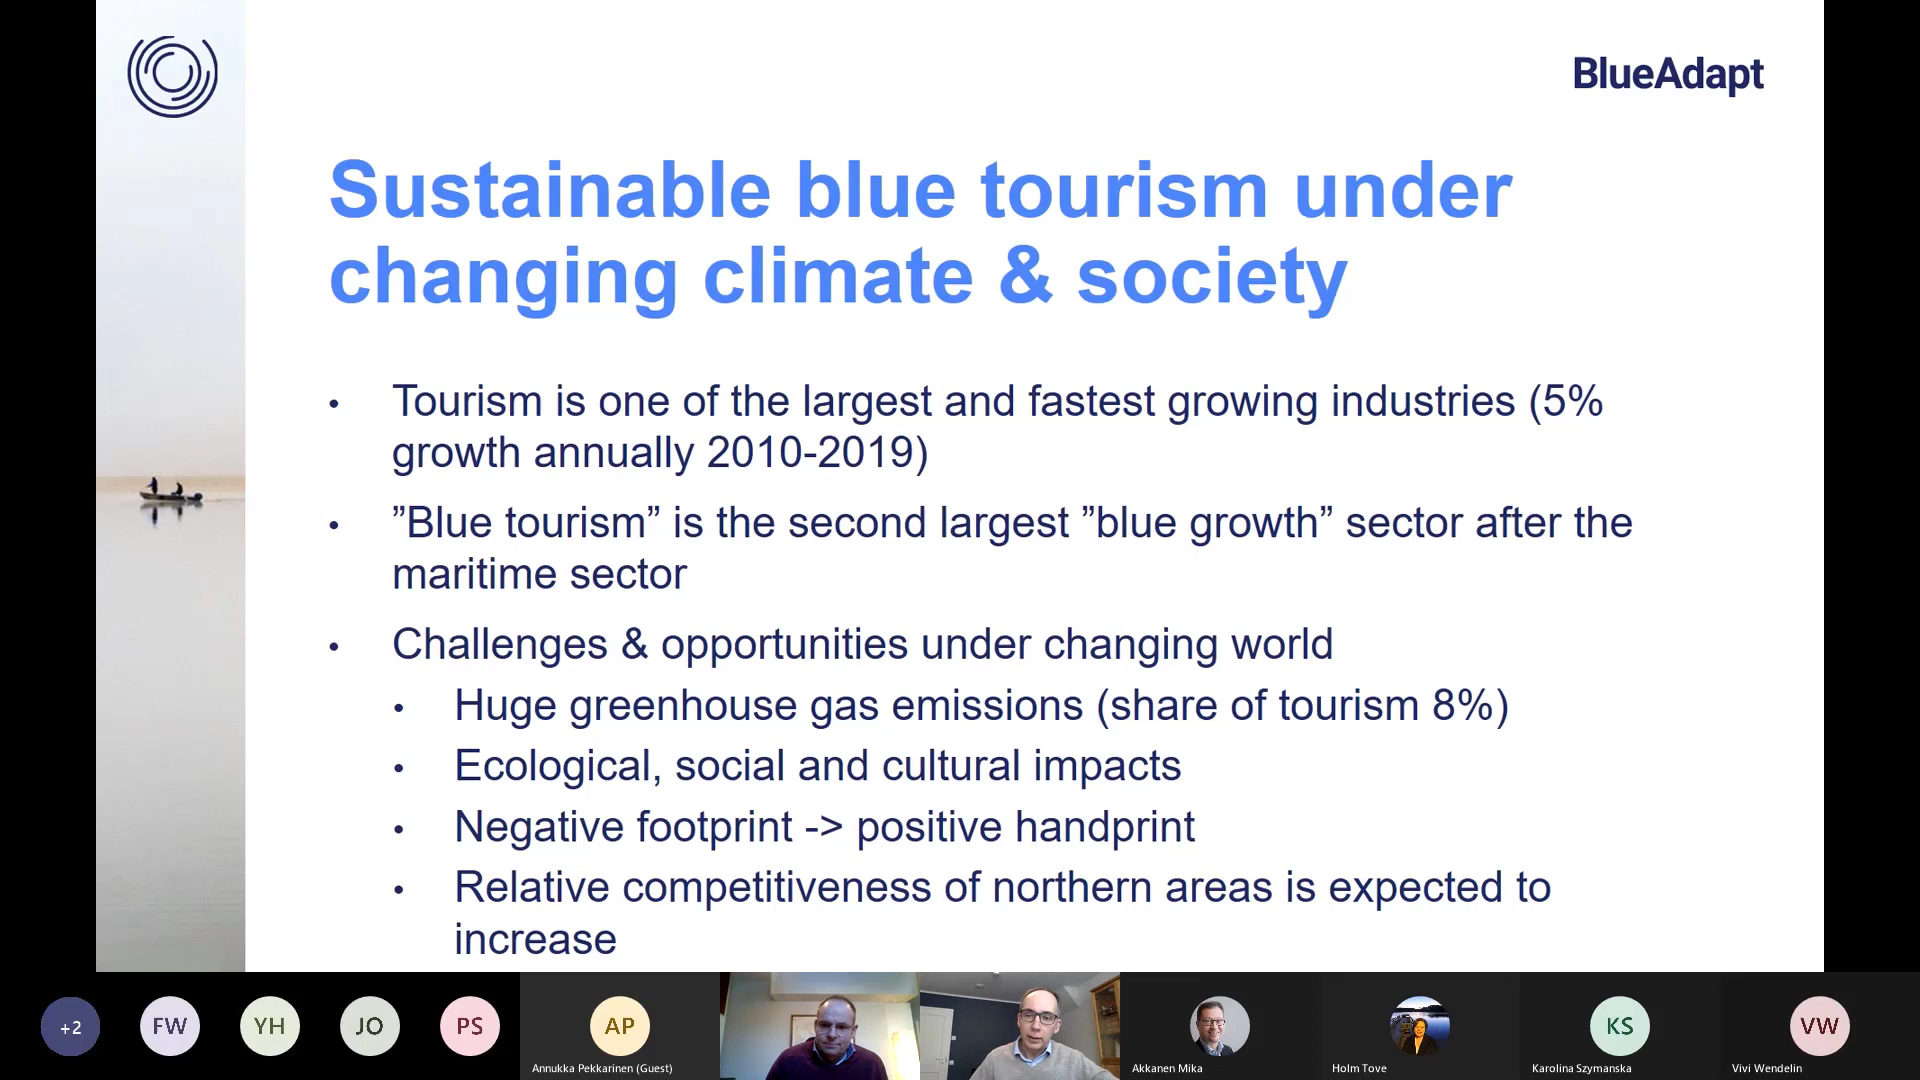 BlueAdapt
Sustainable blue tourism under
changing climate & society
• Tourism is one of the largest and fastest growing industries (5%
growth annually 2010-2019)
• ”Blue tourism” is the second largest ”blue growth” sector after the
maritime sector
• Challenges & opportunities under changing world
• Huge greenhouse gas emissions (share of tourism 8%)
• Ecological, social and cultural impacts
• Negative footprint -> positive handprint
• Relative competitiveness of northern areas is expected to
increase
+2
FW
YH
JO
PS
AP
Annukka Pekkarinen (Guest)
Akkanen Mika
Holm Tove
KS
Karolina Szymanska
VW
Vivi Wendelin